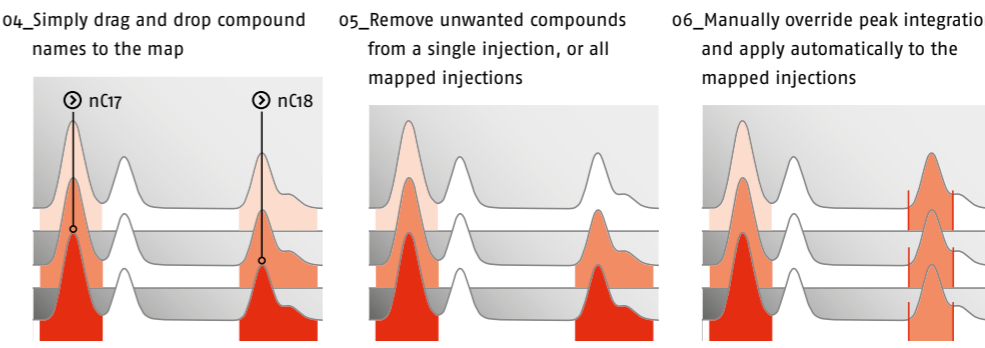 04_Simply drag and drop compound
names to the map
nC17
nC18
05_Remove unwanted compounds
from a single injection, or all
mapped injections
06_Manually override peak integratio
and apply automatically to the
mapped injections